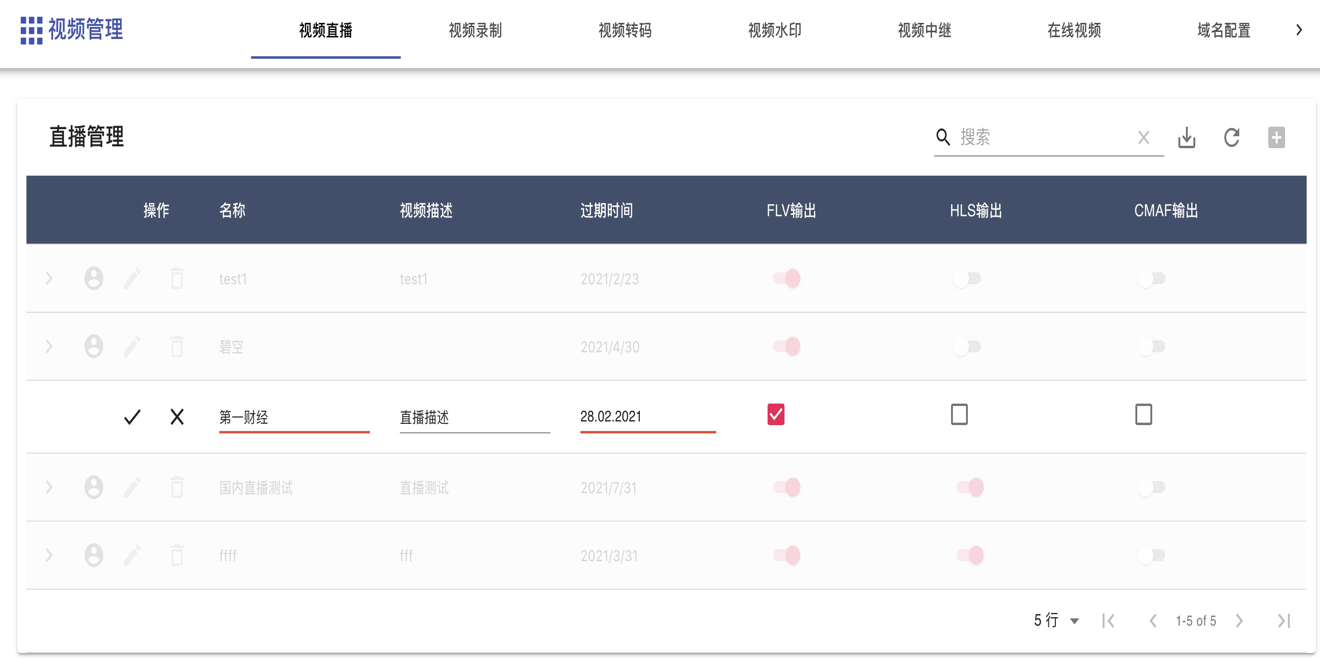 视频管理
视频直播 视频录制 视频转码 视频水印 视频中继 在线视频 域名配置
直播管理
搜索
操作 名称 视频描述 过期时间 FLV输出 HLS输出 CMAF输出
test1 test1 2021/2/23
碧空 2021/4/30
第一财经 直播描述 28.02.2021
国内直播测试 直播测试 2021/7/31
ffff fff 2021/3/31
5 行 1-5 of 5